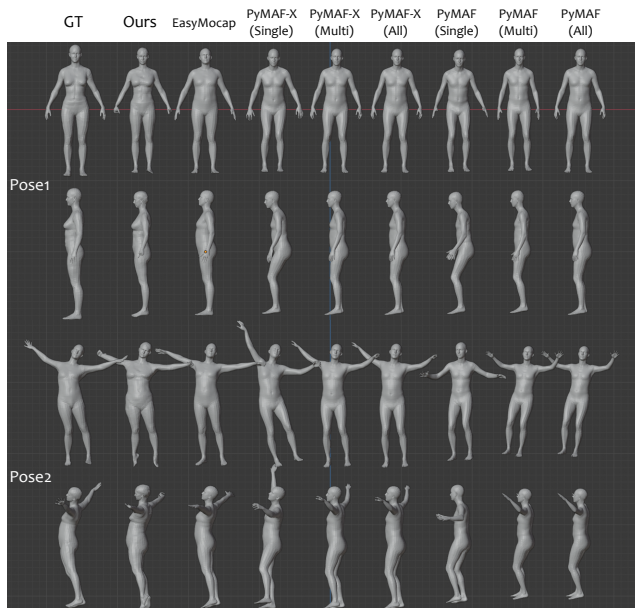 GT
Ours
EasyMocap
PyMAF-X
(Single)
PyMAF-X
(Multi)
PyMAF-X
(All)
PyMAF
(Single)
PyMAF
(Multi)
PyMAF
(All)
Pose1
Pose2